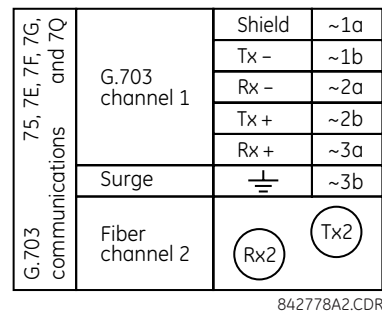 G.703 75, 7E, 7F, 7G,
communications and 7Q
G.703
channel 1
Shield ~1a
Tx – ~1b
Rx – ~2a
Tx + ~2b
Rx + ~3a
Surge ~3b
Fiber
channel 2
Rx2
Tx2
842778A2.CDR